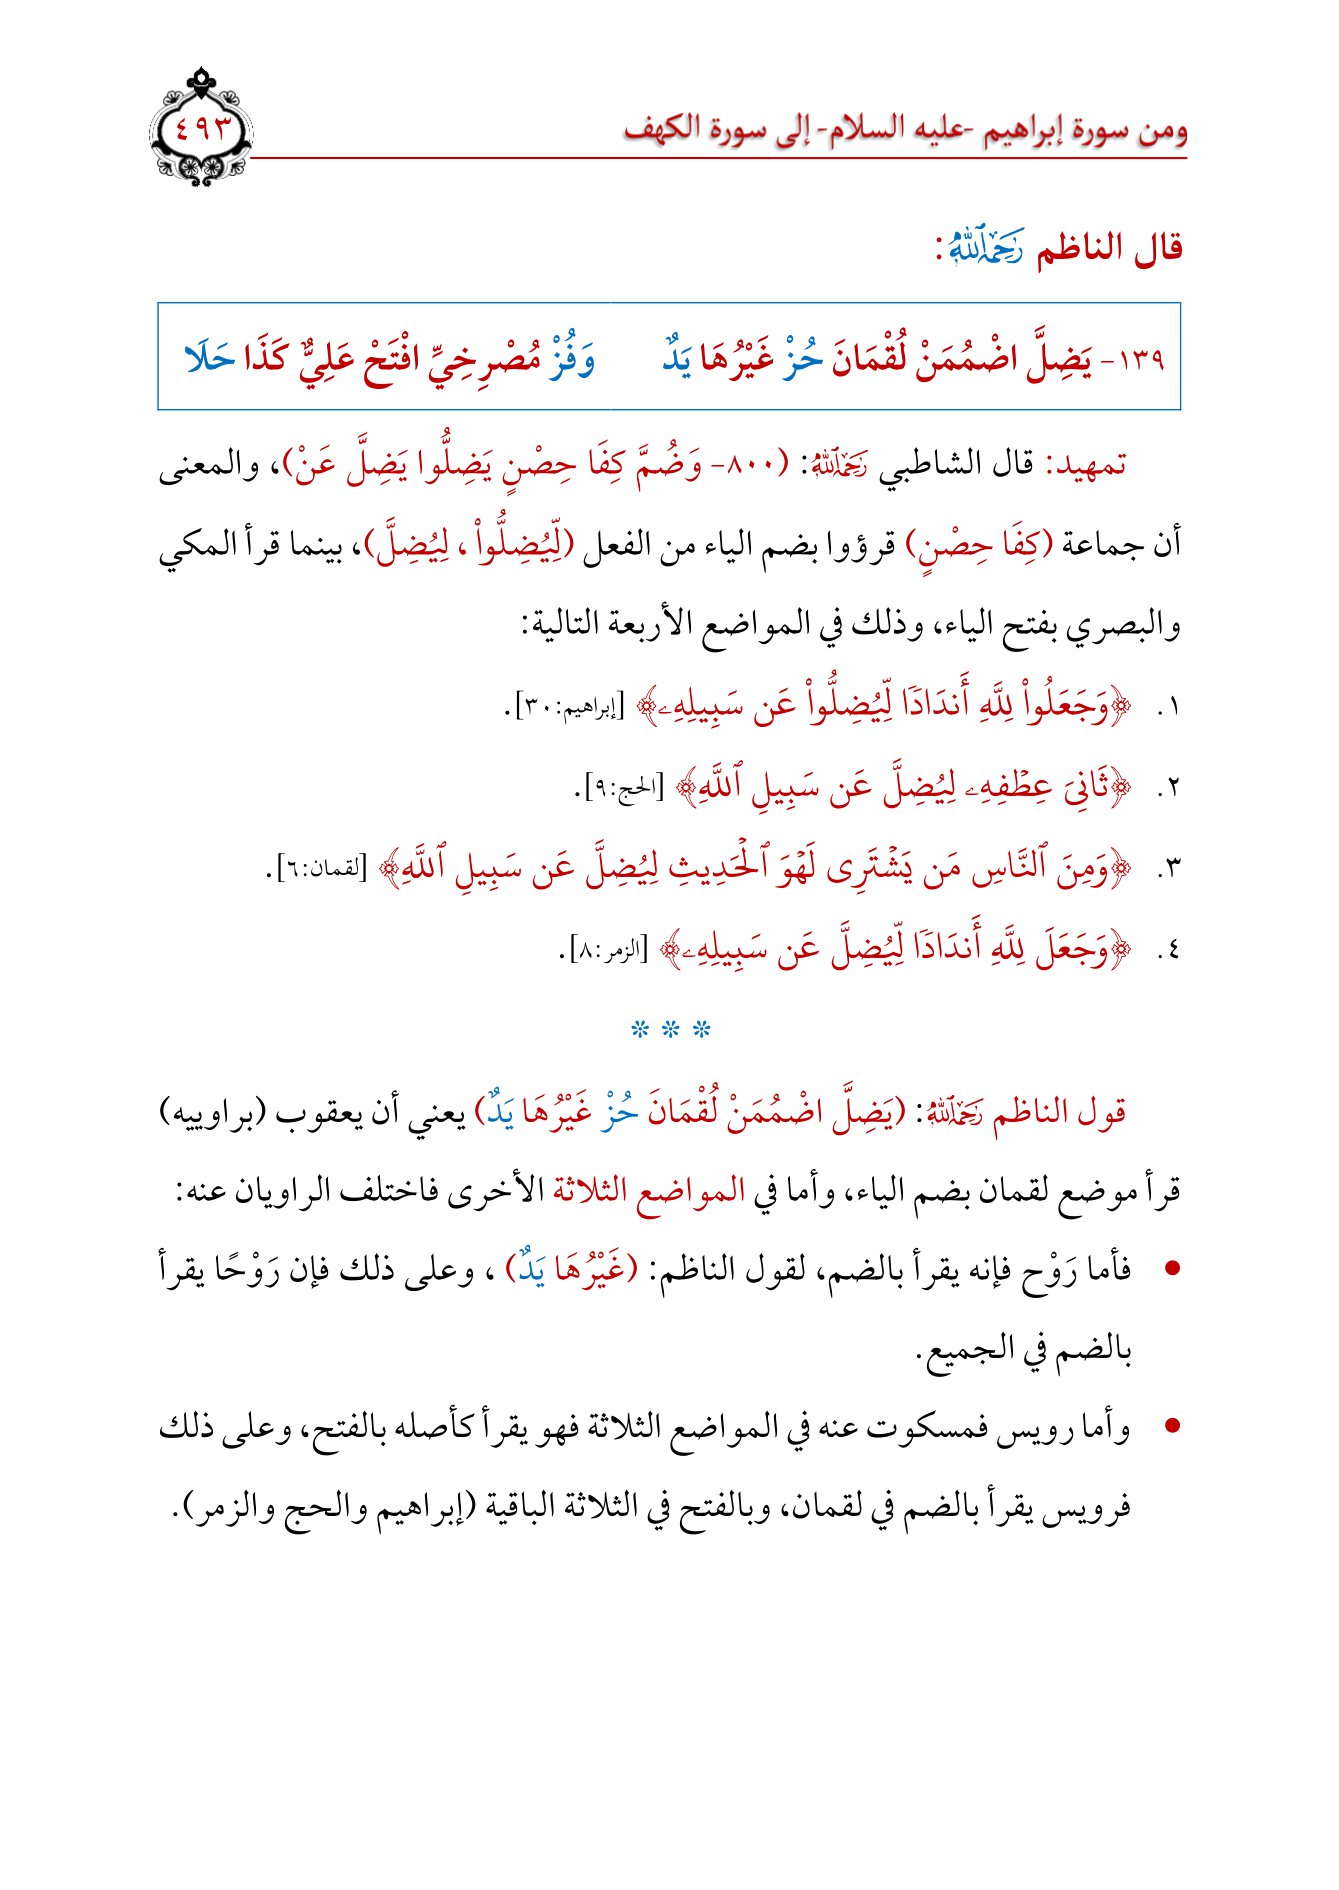 ومن سورة إبراهيم -عليه السلام- إلى سورة الكهف
٤٩٣
قال الناظم رَحِمَهُ ٱللَّهُ:
١٣٩- يَضِلَّ اضْمُمَنْ لُقْمَانَ حُزْ غَيْرُهَا يَدٌ وَفُزْ مُصْرِخِيِّ افْتَحْ عَلِيٌّ كَذَا حَلَا
تمهيد: قال الشاطبي رَحِمَهُ ٱللَّهُ: (٨٠٠- وَضُمَّ كِفَا حِصْنٍ يَضِلُّوا يَضِلَّ عَنْ)، والمعنى
أن جماعة (كِفَا حِصْنٍ) قرؤوا بضم الياء من الفعل (لِّيُضِلُّواْ ، لِيُضِلَّ)، بينما قرأ المكي
والبصري بفتح الياء، وذلك في المواضع الأربعة التالية:
١. ﴿وَجَعَلُواْ لِلَّهِ أَندَادٗا لِّيُضِلُّواْ عَن سَبِيلِهِۦ﴾ [إبراهيم:٣٠].
٢. ﴿ثَانِيَ عِطۡفِهِۦ لِيُضِلَّ عَن سَبِيلِ ٱللَّهِ﴾ [الحج:٩].
٣. ﴿وَمِنَ ٱلنَّاسِ مَن يَشۡتَرِي لَهۡوَ ٱلۡحَدِيثِ لِيُضِلَّ عَن سَبِيلِ ٱللَّهِ﴾ [لقمان:٦].
٤. ﴿وَجَعَلَ لِلَّهِ أَندَادٗا لِّيُضِلَّ عَن سَبِيلِهِۦ﴾ [الزمر:٨].
* * *
قول الناظم رَحِمَهُ ٱللَّهُ: (يَضِلَّ اضْمُمَنْ لُقْمَانَ حُزْ غَيْرُهَا يَدٌ) يعني أن يعقوب (براوييه)
قرأ موضع لقمان بضم الياء، وأما في المواضع الثلاثة الأخرى فاختلف الراويان عنه:
• فأما رَوْح فإنه يقرأ بالضم، لقول الناظم: (غَيْرُهَا يَدٌ) ، وعلى ذلك فإن رَوْحًا يقرأ
بالضم في الجميع.
• وأما رويس فمسكوت عنه في المواضع الثلاثة فهو يقرأ كأصله بالفتح، وعلى ذلك
فرويس يقرأ بالضم في لقمان، وبالفتح في الثلاثة الباقية (إبراهيم والحج والزمر).